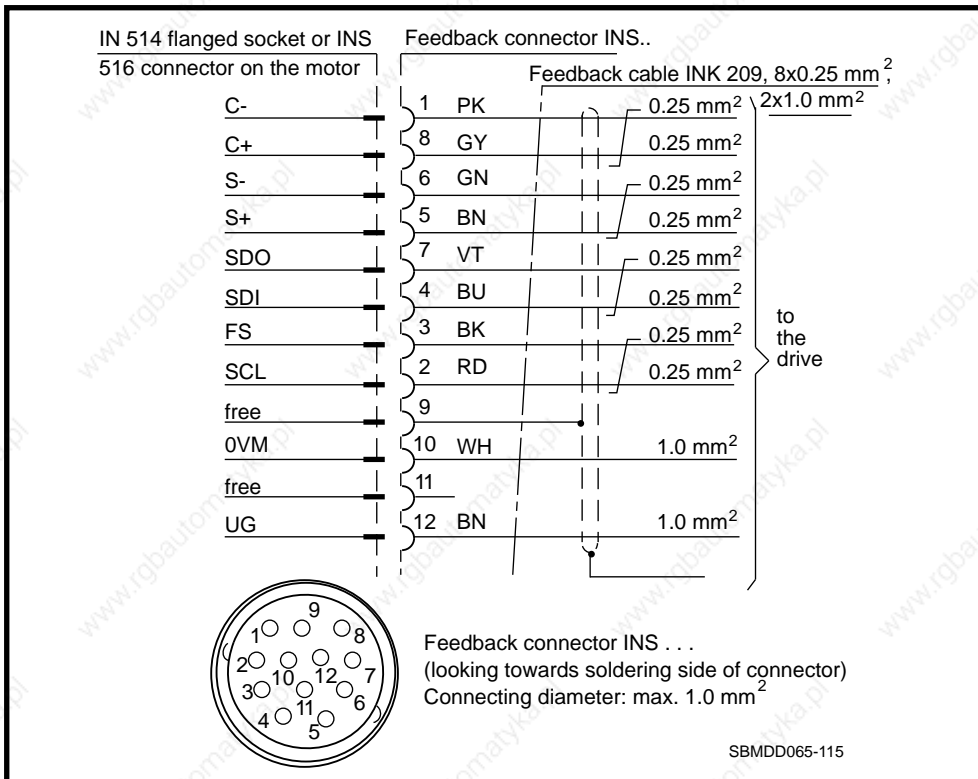 IN 514 flanged socket or INS
516 connector on the motor
Feedback connector INS..
Feedback cable INK 209, 8x0.25 mm²,
2x1.0 mm²
C- 1 PK 0.25 mm²
C+ 8 GY 0.25 mm²
S- 6 GN 0.25 mm²
S+ 5 BN 0.25 mm²
SDO 7 VT 0.25 mm²
SDI 4 BU 0.25 mm²
FS 3 BK 0.25 mm²
SCL 2 RD 0.25 mm²
free 9
0VM 10 WH 1.0 mm²
free 11
UG 12 BN 1.0 mm²
to
the
drive
9
1 8
2 10 12 7
3 11 6
4 5
Feedback connector INS . . .
(looking towards soldering side of connector)
Connecting diameter: max. 1.0 mm²
SBMDD065-115
www.rgbautomatyka.pl